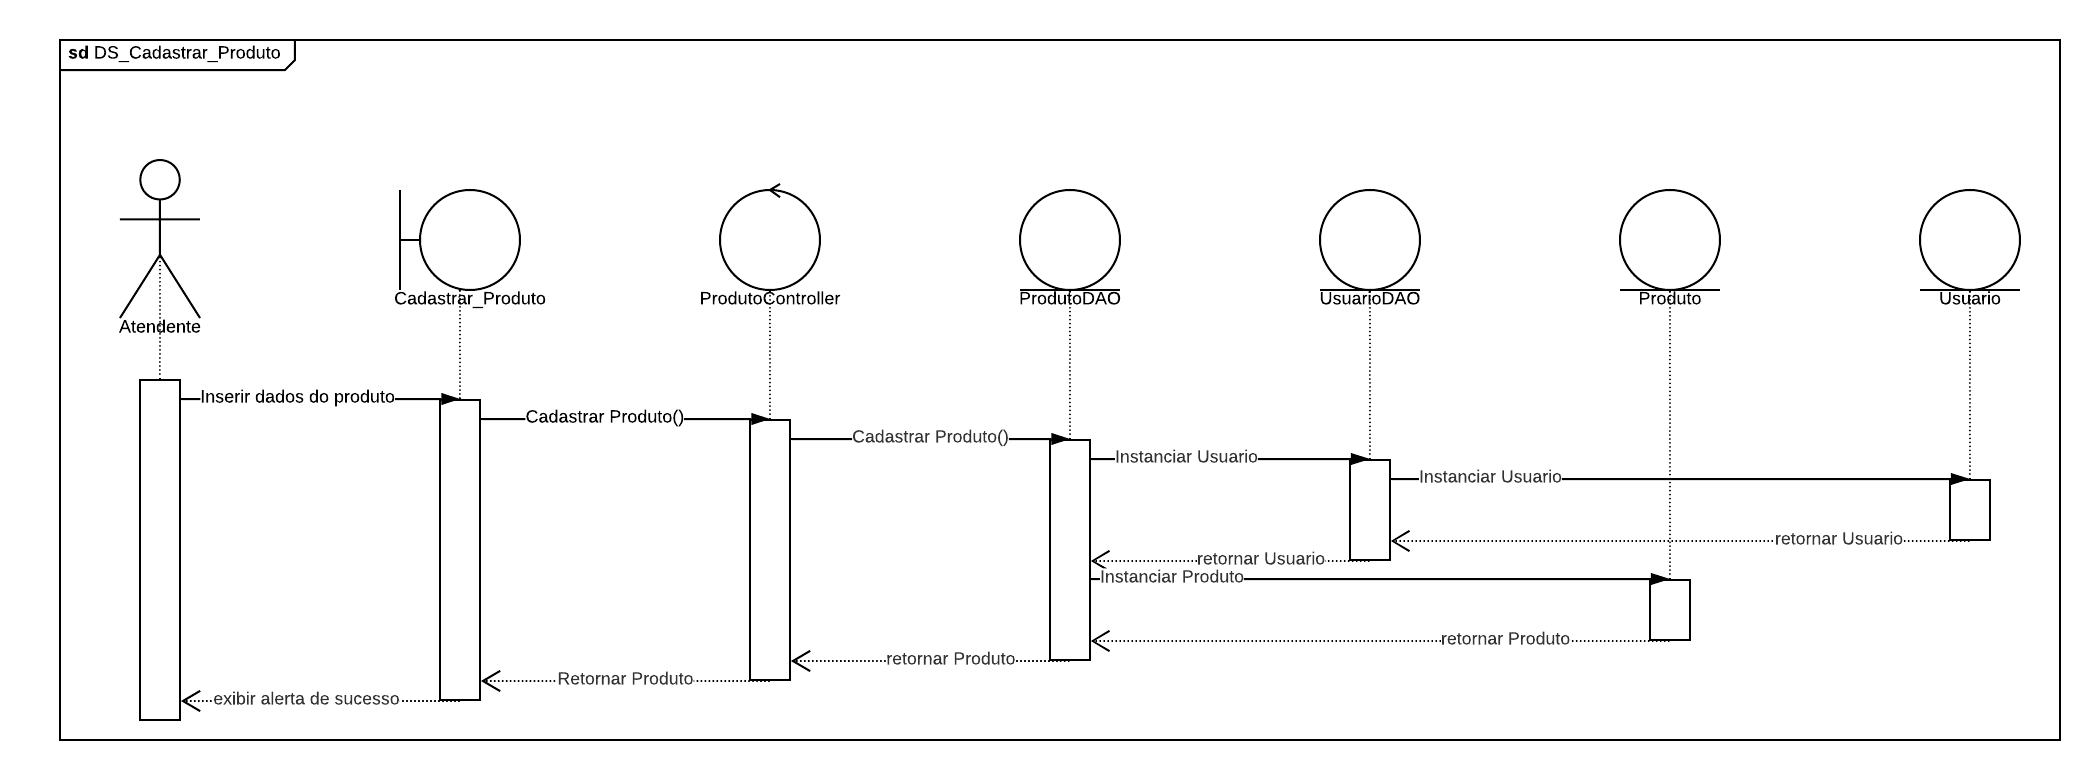 sd DS_Cadastrar_Produto
Atendente
Cadastrar_Produto
ProdutoController
ProdutoDAO
UsuarioDAO
Produto
Usuario
Inserir dados do produto
Cadastrar Produto()
Cadastrar Produto()
Instanciar Usuario
Instanciar Usuario
retornar Usuario
retornar Usuario
Instanciar Produto
retornar Produto
retornar Produto
Retornar Produto
exibir alerta de sucesso